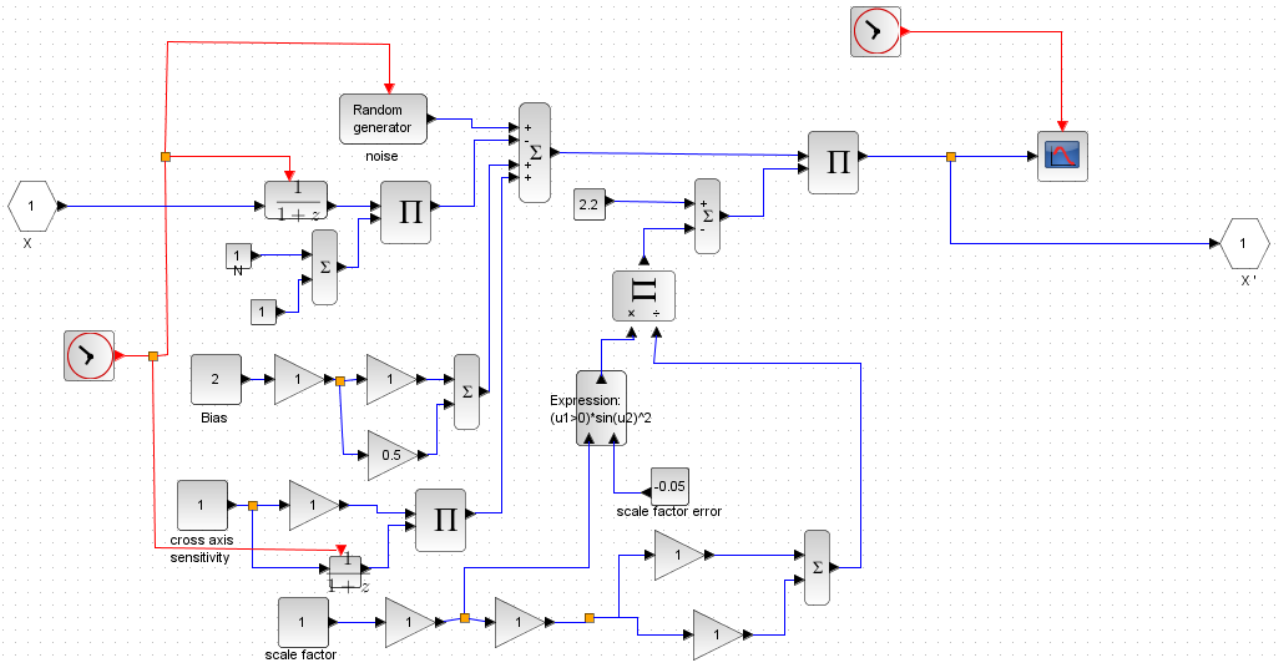 Random
generator
noise
+
-
+
+
Σ
1
X
1
1 + z
Π
1
N
Σ
1
2.2
+
-
Σ
Π
1
X '
Π
× ÷
2
Bias
1
1
0.5
Σ
Expression:
(u1>0)*sin(u2)^2
-0.05
scale factor error
1
cross axis
sensitivity
1
Π
1
1 + z
1
scale factor
1
1
1
1
Σ